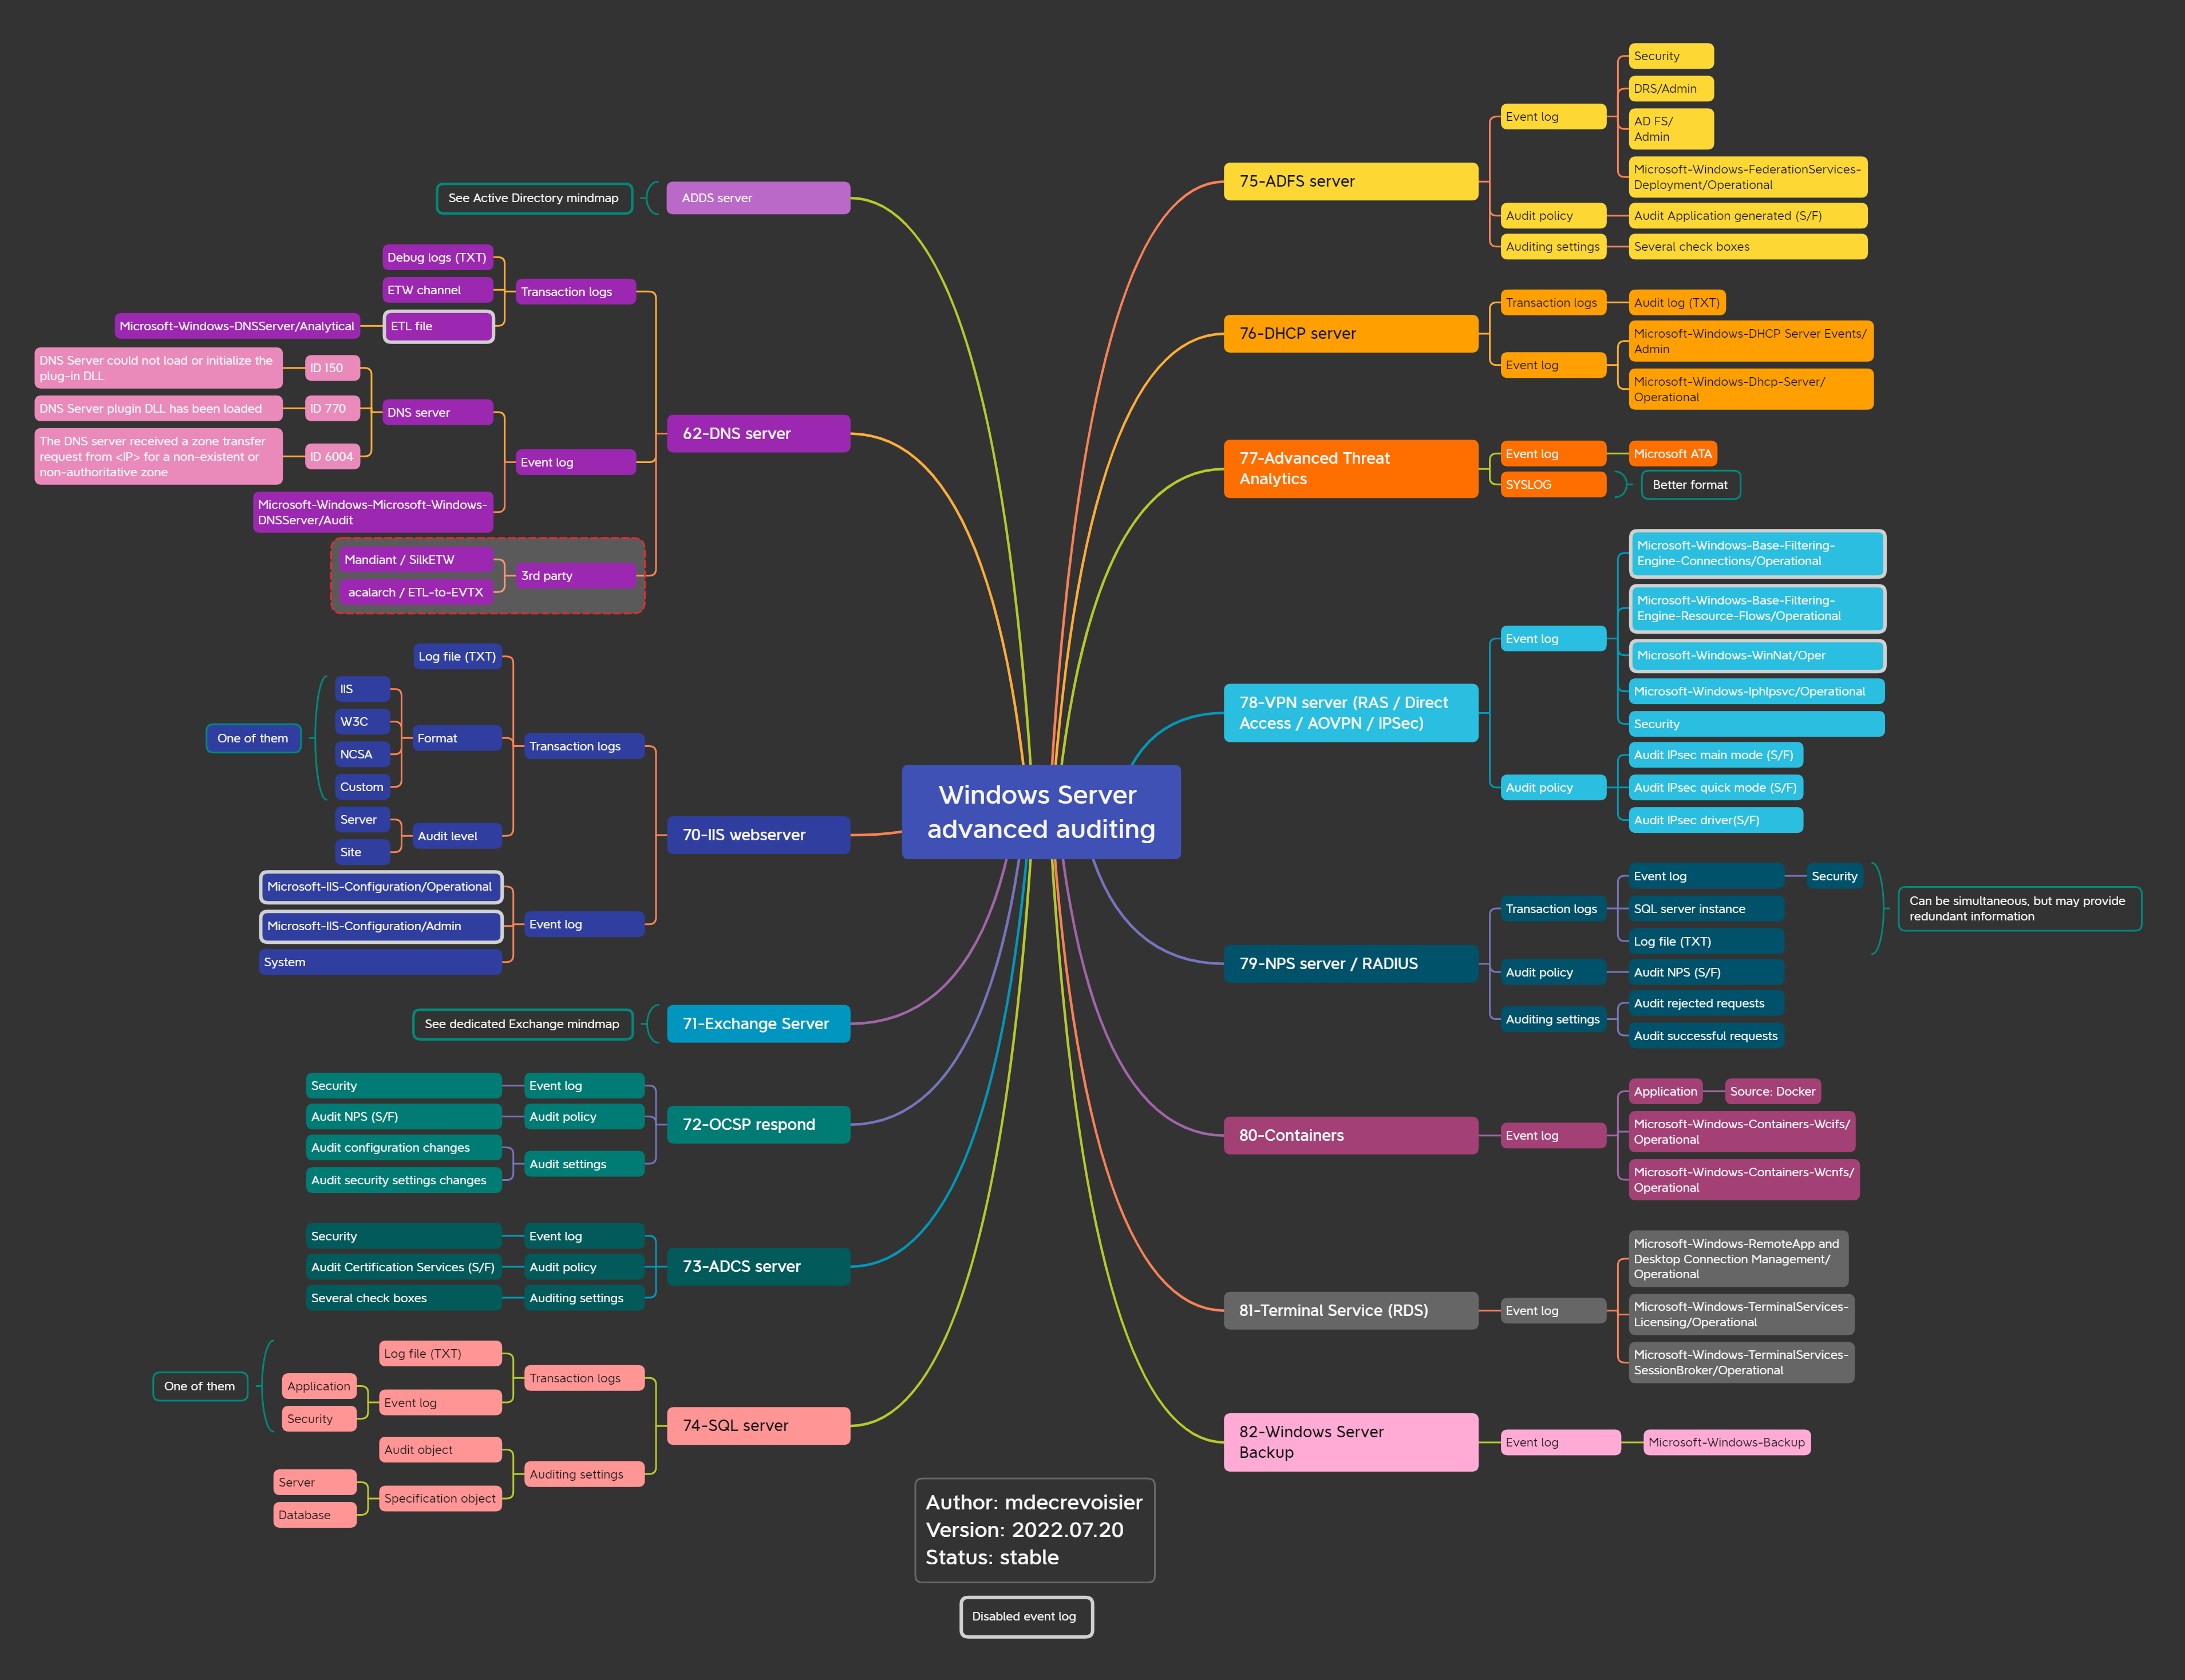 Windows Server
advanced auditing
ADDS server
See Active Directory mindmap
62-DNS server
Transaction logs
Debug logs (TXT)
ETW channel
ETL file
Microsoft-Windows-DNSServer/Analytical
Event log
DNS server
ID 150
DNS Server could not load or initialize the
plug-in DLL
ID 770
DNS Server plugin DLL has been loaded
ID 6004
The DNS server received a zone transfer
request from <IP> for a non-existent or
non-authoritative zone
Microsoft-Windows-Microsoft-Windows-
DNSServer/Audit
3rd party
Mandiant / SilkETW
acalarch / ETL-to-EVTX
70-IIS webserver
Transaction logs
Log file (TXT)
Format
IIS
W3C
NCSA
Custom
One of them
Audit level
Server
Site
Event log
Microsoft-IIS-Configuration/Operational
Microsoft-IIS-Configuration/Admin
System
71-Exchange Server
See dedicated Exchange mindmap
72-OCSP respond
Event log
Security
Audit policy
Audit NPS (S/F)
Audit settings
Audit configuration changes
Audit security settings changes
73-ADCS server
Event log
Security
Audit policy
Audit Certification Services (S/F)
Auditing settings
Several check boxes
74-SQL server
Transaction logs
Log file (TXT)
Event log
Application
Security
One of them
Auditing settings
Audit object
Specification object
Server
Database
75-ADFS server
Event log
Security
DRS/Admin
AD FS/
Admin
Microsoft-Windows-FederationServices-
Deployment/Operational
Audit policy
Audit Application generated (S/F)
Auditing settings
Several check boxes
76-DHCP server
Transaction logs
Audit log (TXT)
Event log
Microsoft-Windows-DHCP Server Events/
Admin
Microsoft-Windows-Dhcp-Server/
Operational
77-Advanced Threat
Analytics
Event log
Microsoft ATA
SYSLOG
Better format
78-VPN server (RAS / Direct
Access / AOVPN / IPSec)
Event log
Microsoft-Windows-Base-Filtering-
Engine-Connections/Operational
Microsoft-Windows-Base-Filtering-
Engine-Resource-Flows/Operational
Microsoft-Windows-WinNat/Oper
Microsoft-Windows-Iphlpsvc/Operational
Security
Audit policy
Audit IPsec main mode (S/F)
Audit IPsec quick mode (S/F)
Audit IPsec driver(S/F)
79-NPS server / RADIUS
Transaction logs
Event log
Security
SQL server instance
Log file (TXT)
Can be simultaneous, but may provide
redundant information
Audit policy
Audit NPS (S/F)
Auditing settings
Audit rejected requests
Audit successful requests
80-Containers
Event log
Application
Source: Docker
Microsoft-Windows-Containers-Wcifs/
Operational
Microsoft-Windows-Containers-Wcnfs/
Operational
81-Terminal Service (RDS)
Event log
Microsoft-Windows-RemoteApp and
Desktop Connection Management/
Operational
Microsoft-Windows-TerminalServices-
Licensing/Operational
Microsoft-Windows-TerminalServices-
SessionBroker/Operational
82-Windows Server
Backup
Event log
Microsoft-Windows-Backup
Author: mdecrevoisier
Version: 2022.07.20
Status: stable
Disabled event log